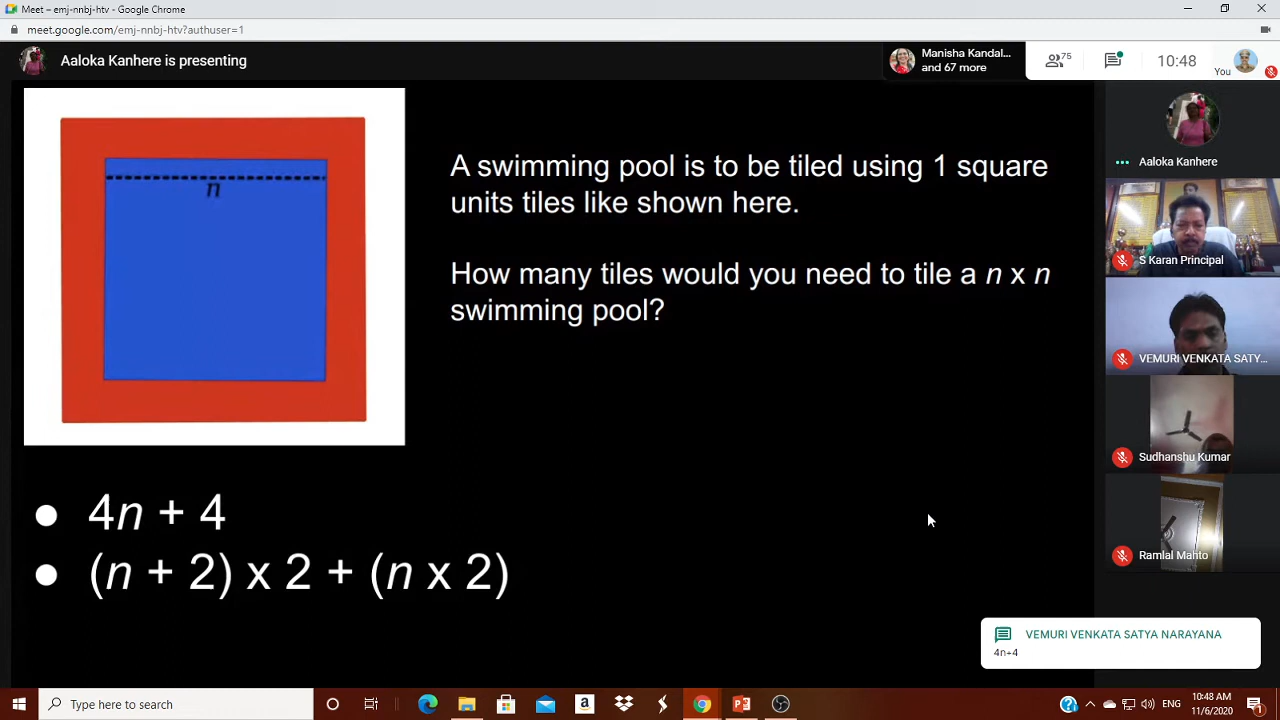 Meet – emj-nnbj-htv - Google Chrome
meet.google.com/emj-nnbj-htv?authuser=1
Aaloka Kanhere is presenting
Manisha Kandal...
and 67 more
75
10:48
You
n
A swimming pool is to be tiled using 1 square
units tiles like shown here.
How many tiles would you need to tile a n x n
swimming pool?
● 4n + 4
● (n + 2) x 2 + (n x 2)
Aaloka Kanhere
S Karan Principal
VEMURI VENKATA SATY...
Sudhanshu Kumar
Ramlal Mahto
VEMURI VENKATA SATYA NARAYANA
4n+4
Type here to search
ENG
10:48 AM
11/6/2020
1